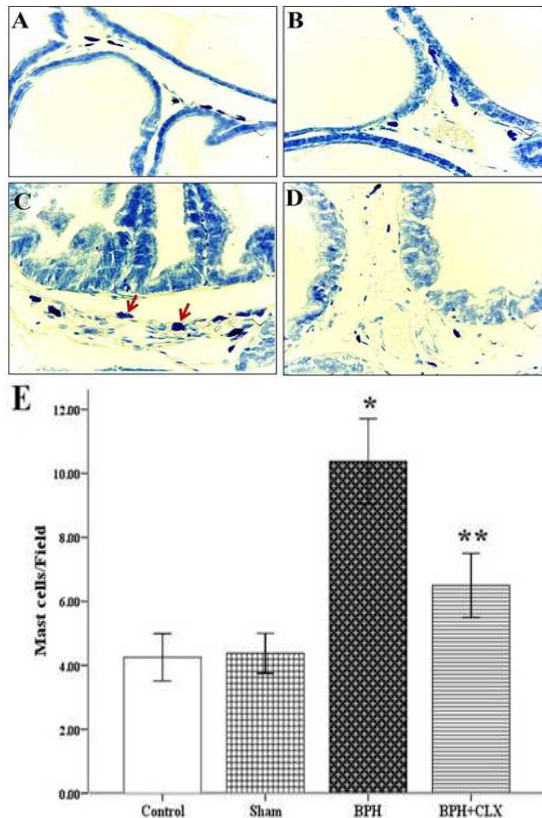 A
B
C
D
E
*
**
12.00
10.00
8.00
6.00
4.00
2.00
0.00
Mast cells/Field
Control Sham BPH BPH+CLX